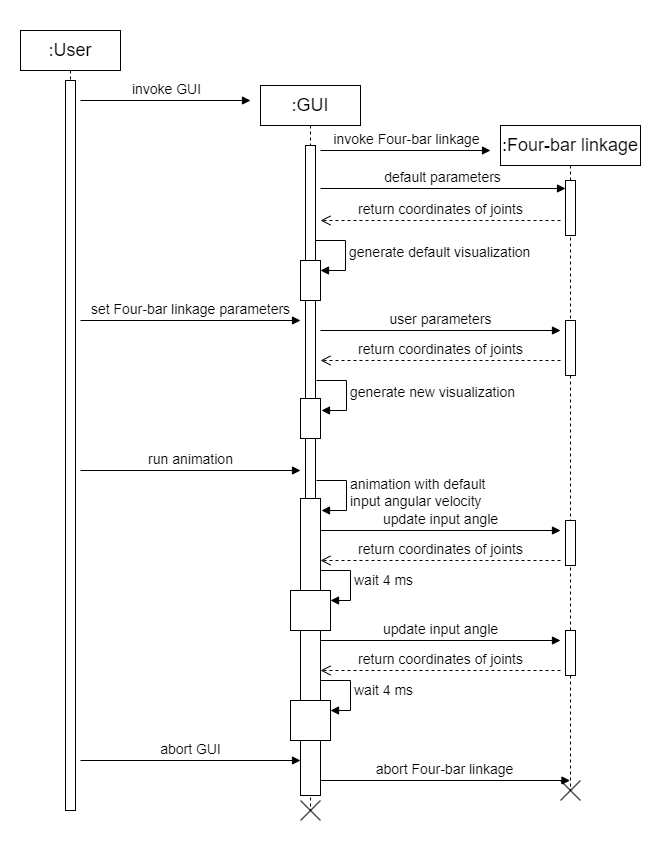 :User
invoke GUI
:GUI
invoke Four-bar linkage
:Four-bar linkage
default parameters
return coordinates of joints
generate default visualization
set Four-bar linkage parameters
user parameters
return coordinates of joints
generate new visualization
run animation
animation with default
input angular velocity
update input angle
return coordinates of joints
wait 4 ms
update input angle
return coordinates of joints
wait 4 ms
abort GUI
abort Four-bar linkage